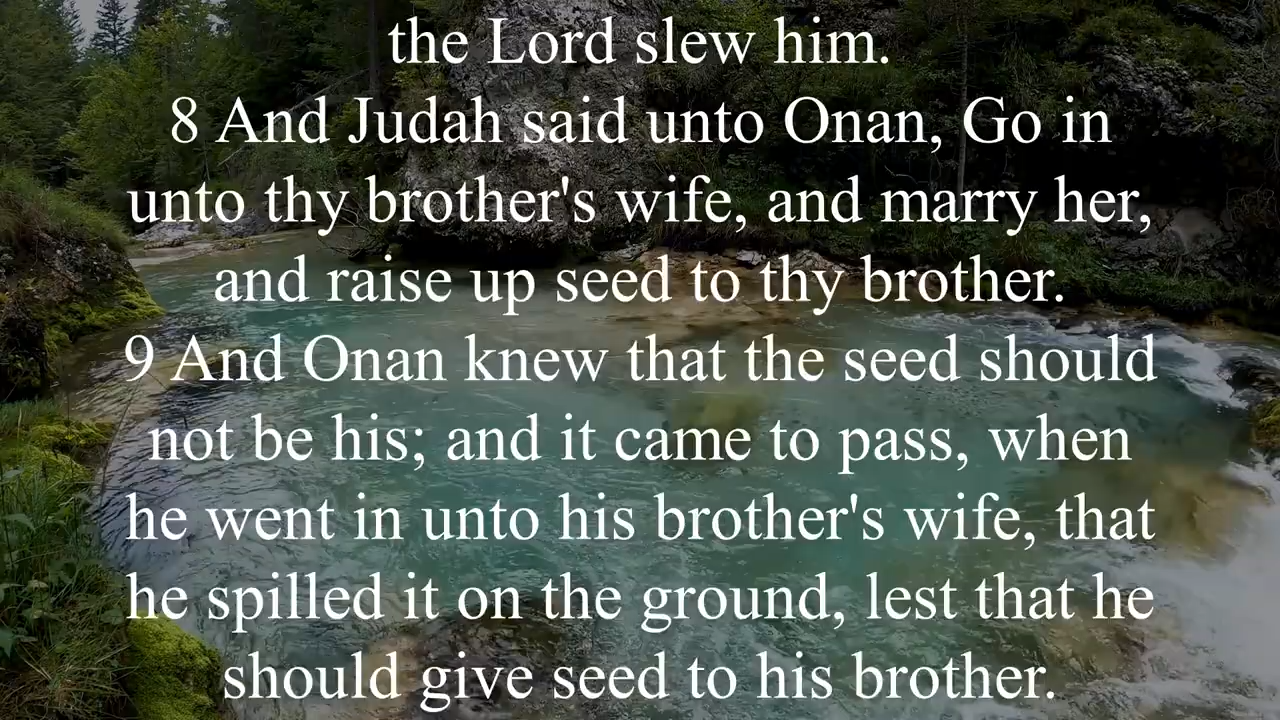 the Lord slew him.
8 And Judah said unto Onan, Go in
unto thy brother's wife, and marry her,
and raise up seed to thy brother.
9 And Onan knew that the seed should
not be his; and it came to pass, when
he went in unto his brother's wife, that
he spilled it on the ground, lest that he
should give seed to his brother.